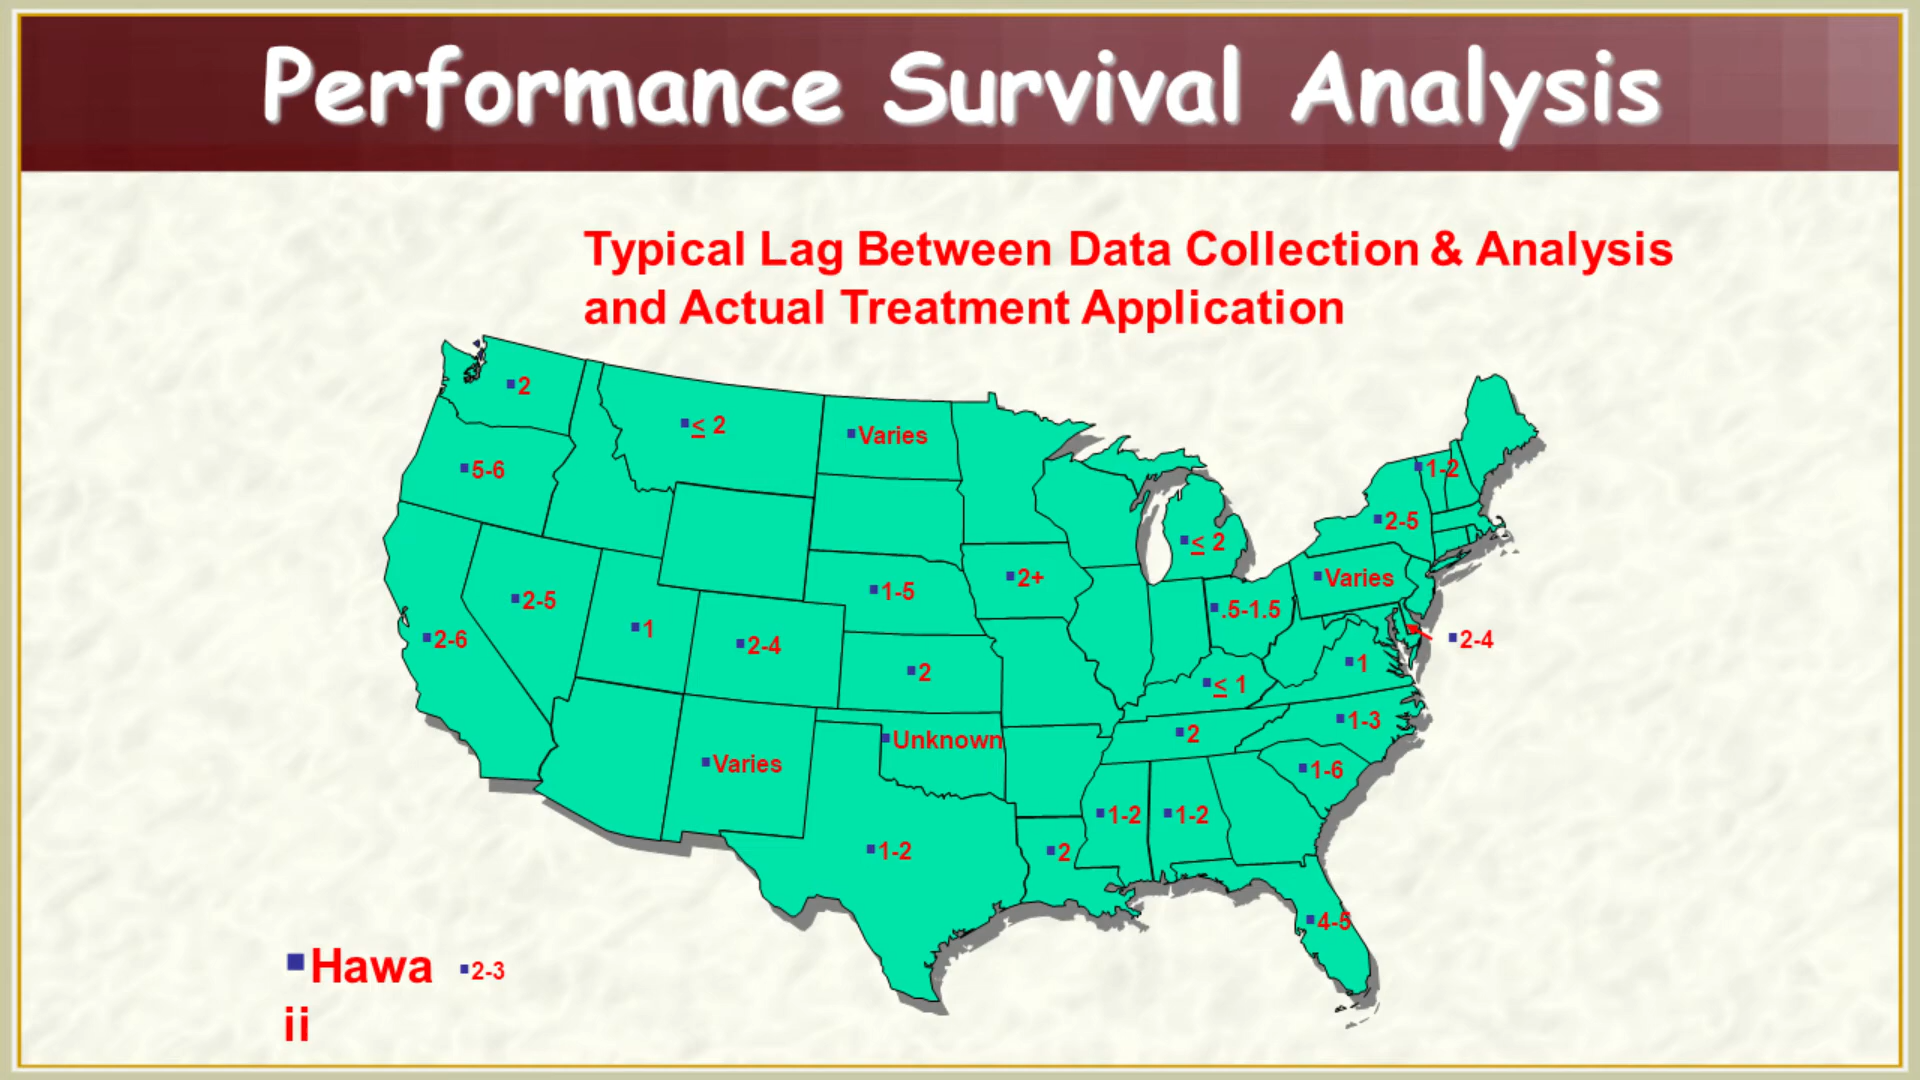 Performance Survival Analysis
Typical Lag Between Data Collection & Analysis
and Actual Treatment Application
2
≤ 2
Varies
5-6
1-2
2-5
≤ 2
2+
Varies
1-5
2-5
.5-1.5
1
2-6
2-4
2-4
1
2
≤ 1
1-3
2
Unknown
Varies
1-6
1-2
1-2
1-2
2
4-5
Hawa
ii
2-3